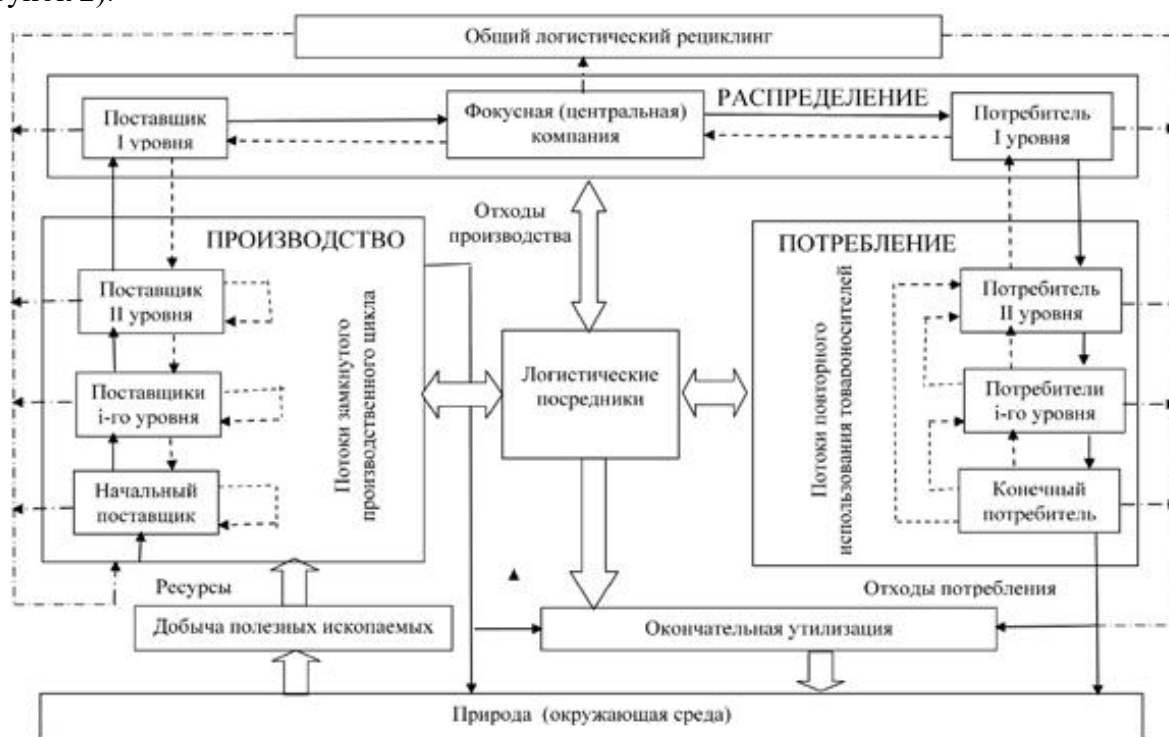 унок 2).
Общий логистический рециклинг
РАСПРЕДЕЛЕНИЕ
Поставщик
I уровня
Фокусная (центральная)
компания
Потребитель
I уровня
Отходы
производства
ПРОИЗВОДСТВО
Поставщик
II уровня
Поставщики
i-го уровня
Начальный
поставщик
Потоки замкнутого
производственного цикла
Логистические
посредники
ПОТРЕБЛЕНИЕ
Потоки повторного
использования товароносителей
Потребитель
II уровня
Потребители
i-го уровня
Конечный
потребитель
Ресурсы
Отходы потребления
Добыча полезных ископаемых
Окончательная утилизация
Природа (окружающая среда)